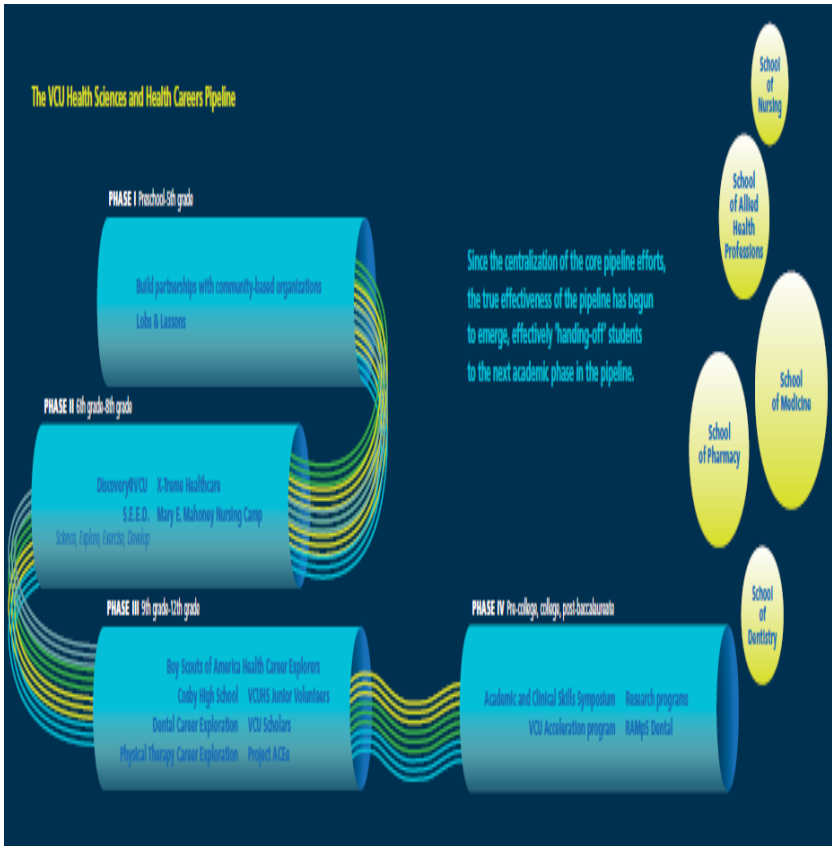 The VCU Health Sciences and Health Careers Pipeline
PHASE I Preschool-5th grade
Build partnerships with community-based organizations
Lobs & Lessons
PHASE II 6th grade-8th grade
Discovery@VCU X-Treme Healthcare
S.E.E.D. Mary E. Mahoney Nursing Camp
Science, Explore, Exercise, Develop
PHASE III 9th grade-12th grade
Boy Scouts of America Health Career Explorers
Cosby High School VCUHS Junior Volunteers
Dental Career Exploration VCU Scholars
Physical Therapy Career Exploration Project ACEe
PHASE IV Pre-college, college, post-baccalaureate
Academic and Clinical Skills Symposium Research programs
VCU Acceleration program RAMpS Dental
Since the centralization of the core pipeline efforts,
the true effectiveness of the pipeline has begun
to emerge, effectively 'handing-off' students
to the next academic phase in the pipeline.
School
of
Nursing
School
of Allied
Health
Professions
School
of Medicine
School
of Pharmacy
School
of
Dentistry